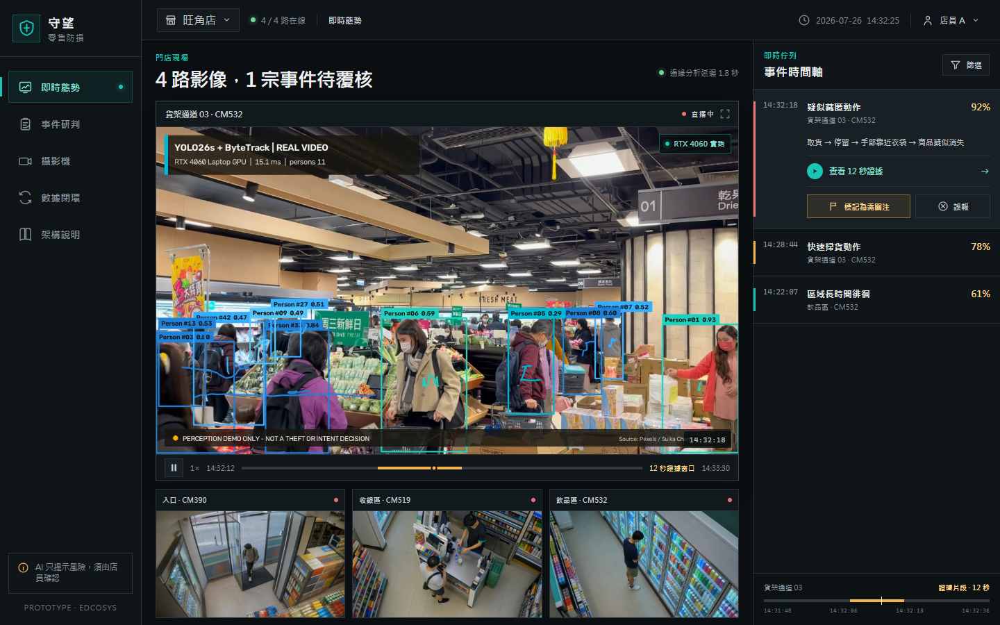 守望
零售防損
即時態勢
事件研判
攝影機
數據閉環
架構說明
AI 只提示風險，須由店
員確認
PROTOTYPE · EDCOSYS
旺角店
4 / 4 路在線
即時態勢
2026-07-26 14:32:25
店員 A
門店現場
4 路影像 · 1 宗事件待覆核
邊緣分析延遲 1.8 秒
貨架通道 03 · CM532
直播中
YOLO26s + ByteTrack | REAL VIDEO
RTX 4060 Laptop GPU | 15.1 ms | persons 11
RTX 4060 實跑
01
Drie
FRESH MEAT
Person #27 0.51
Person #07 0.52
Person #42 0.47
Person #09 0.49
Person #06 0.59
Person #05 0.29
Person #08 0.60
Person #13 0.53
Person #01 0.93
周三新鮮日
PERCEPTION DEMO ONLY - NOT A THEFT OR INTENT DECISION
Source: Pexels / Suika Ch
14:32:18
1×
14:32:12
12 秒證據窗口
14:33:30
入口 · CM390
收銀區 · CM519
飲品區 · CM532
即時佇列
事件時間軸
篩選
14:32:18
疑似藏匿動作
92%
貨架通道 03 · CM532
取貨 → 停留 → 手部靠近衣袋 → 商品疑似消失
查看 12 秒證據
標記為需關注
誤報
14:28:44
快速掃貨動作
78%
貨架通道 03 · CM532
14:22:07
區域長時間徘徊
61%
飲品區 · CM532
貨架通道 03
證據片段 · 12 秒
14:31:48
14:32:06
14:32:18
14:32:36